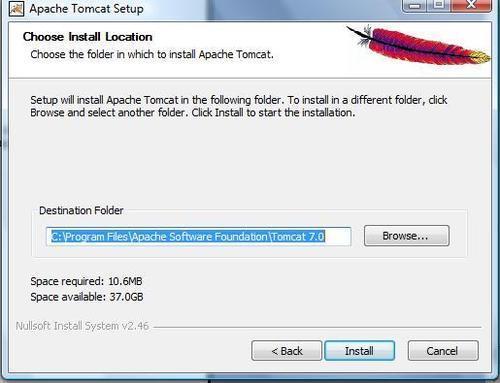 Apache Tomcat Setup
Choose Install Location
Choose the folder in which to install Apache Tomcat.
Setup will install Apache Tomcat in the following folder. To install in a different folder, click
Browse and select another folder. Click Install to start the installation.
Destination Folder
C:\Program Files\Apache Software Foundation\Tomcat 7.0
Browse...
Space required: 10.6MB
Space available: 37.0GB
Nullsoft Install System v2.46
< Back
Install
Cancel